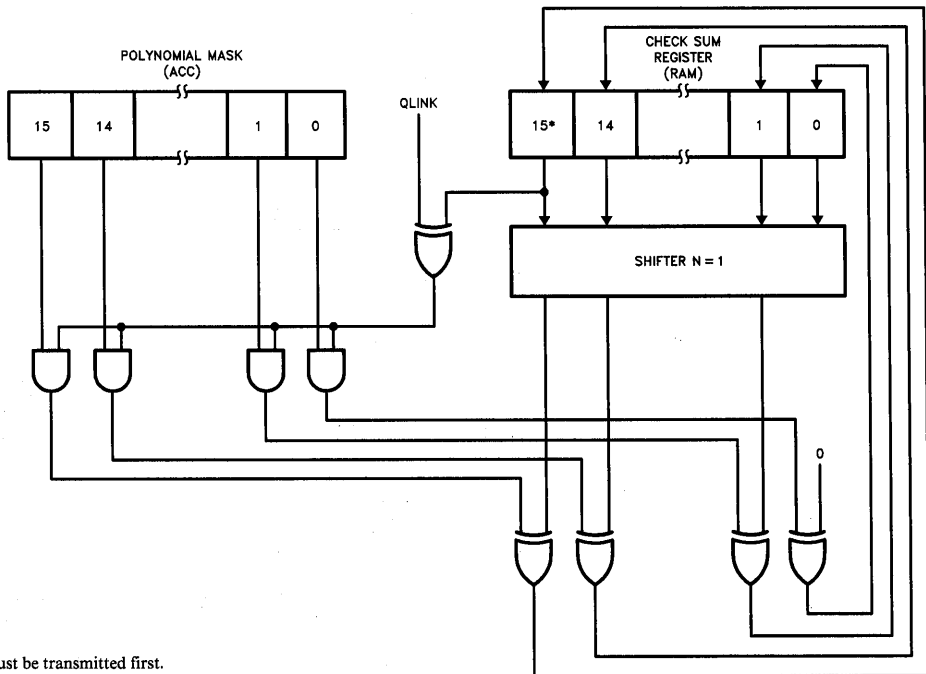 POLYNOMIAL MASK
(ACC)
15 14 1 0
QLINK
CHECK SUM
REGISTER
(RAM)
15* 14 1 0
SHIFTER N = 1
0
ust be transmitted first.